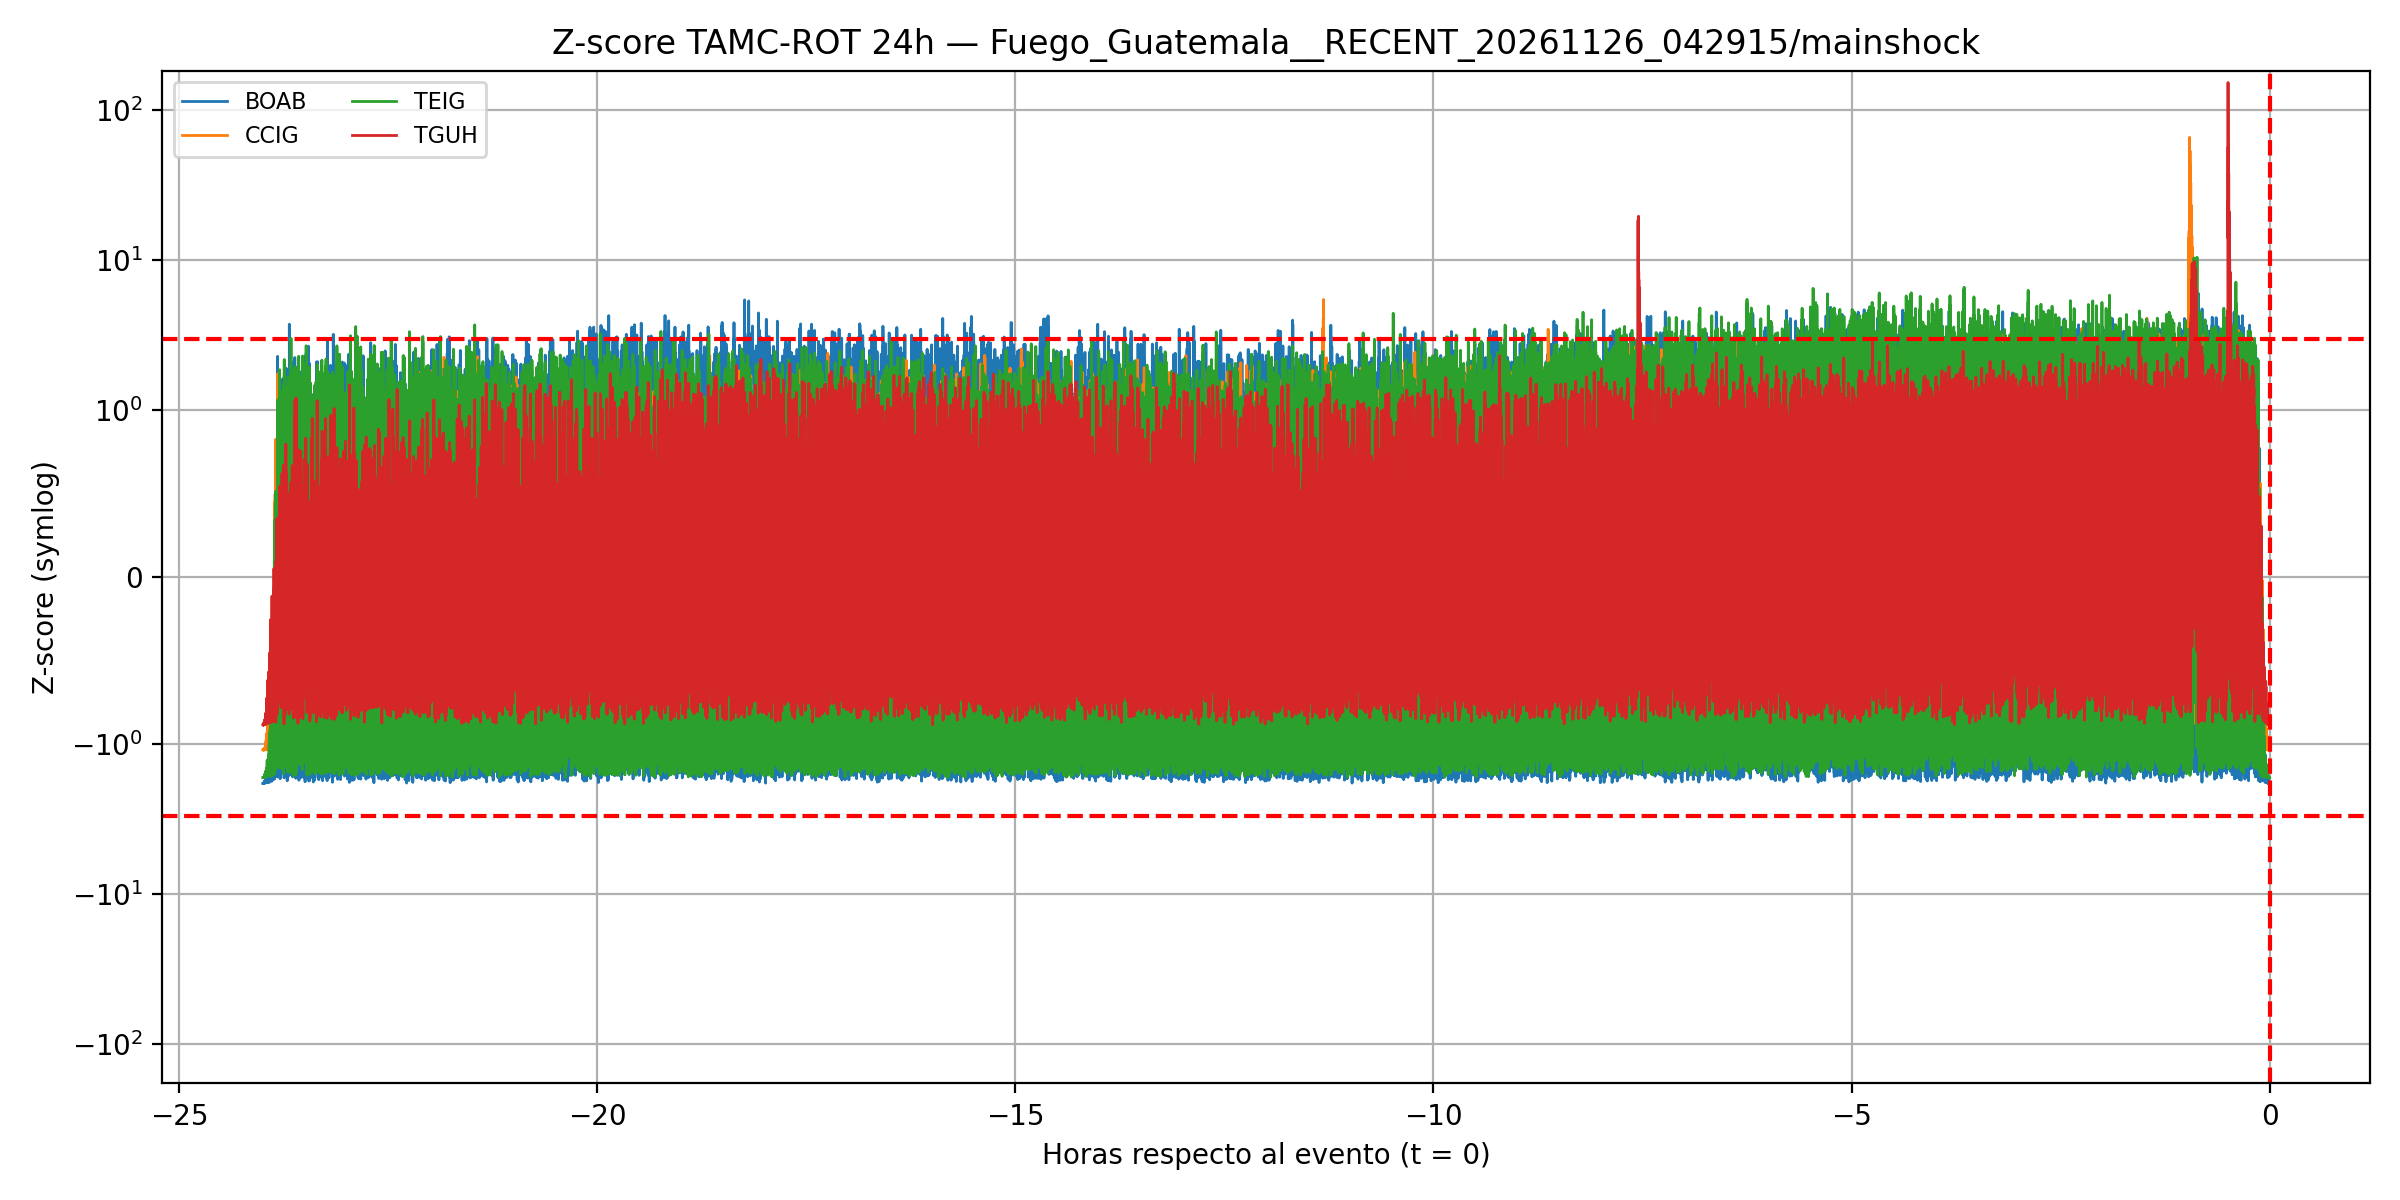 Z-score TAMC-ROT 24h — Fuego_Guatemala__RECENT_20261126_042915/mainshock
BOAB
CCIG
TEIG
TGUH
Z-score (symlog)
10²
10¹
10⁰
0
−10⁰
−10¹
−10²
−25
−20
−15
−10
−5
0
Horas respecto al evento (t = 0)